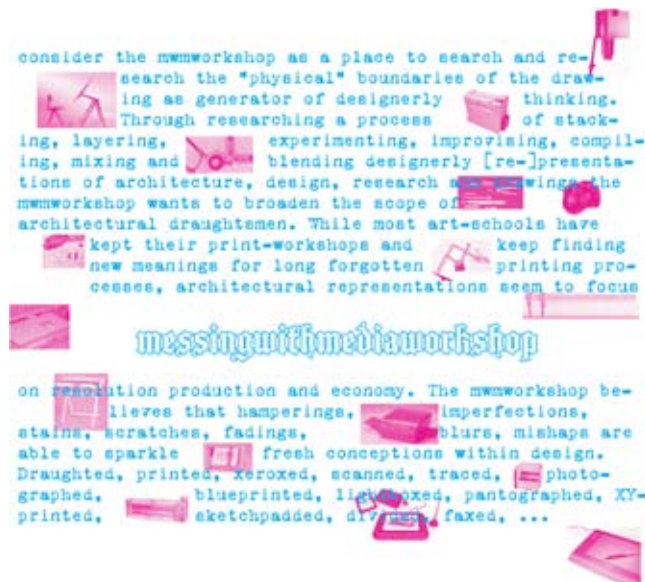 consider the mwmworkshop as a place to search and re-
search the "physical" boundaries of the draw-
ing as generator of designerly thinking.
Through researching a process of stack-
ing, layering, experimenting, improvising, compil-
ing, mixing and blending designerly [re-]presenta-
tions of architecture, design, research and drawings the
mwmworkshop wants to broaden the scope of
architectural draughtsmen. While most art-schools have
kept their print-workshops and keep finding
new meanings for long forgotten printing pro-
cesses, architectural representations seem to focus
messingwithmediaworkshop
on resolution production and economy. The mwmworkshop be-
lieves that hamperings, imperfections,
stains, scratches, fadings, blurs, mishaps are
able to sparkle fresh conceptions within design.
Draughted, printed, xeroxed, scanned, traced, photo-
graphed, blueprinted, lightboxed, pantographed, XY-
printed, sketchpadded, divided, faxed, ...